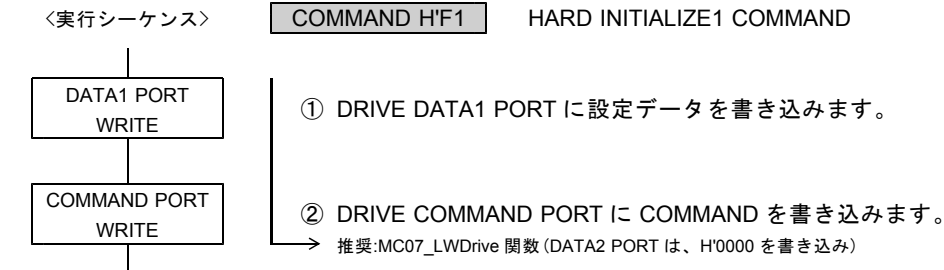 〈実行シーケンス〉 COMMAND H'F1 HARD INITIALIZE1 COMMAND
DATA1 PORT
WRITE
① DRIVE DATA1 PORT に設定データを書き込みます。
COMMAND PORT
WRITE
② DRIVE COMMAND PORT に COMMAND を書き込みます。
推奨:MC07_LWDrive 関数(DATA2 PORT は、H'0000 を書き込み)